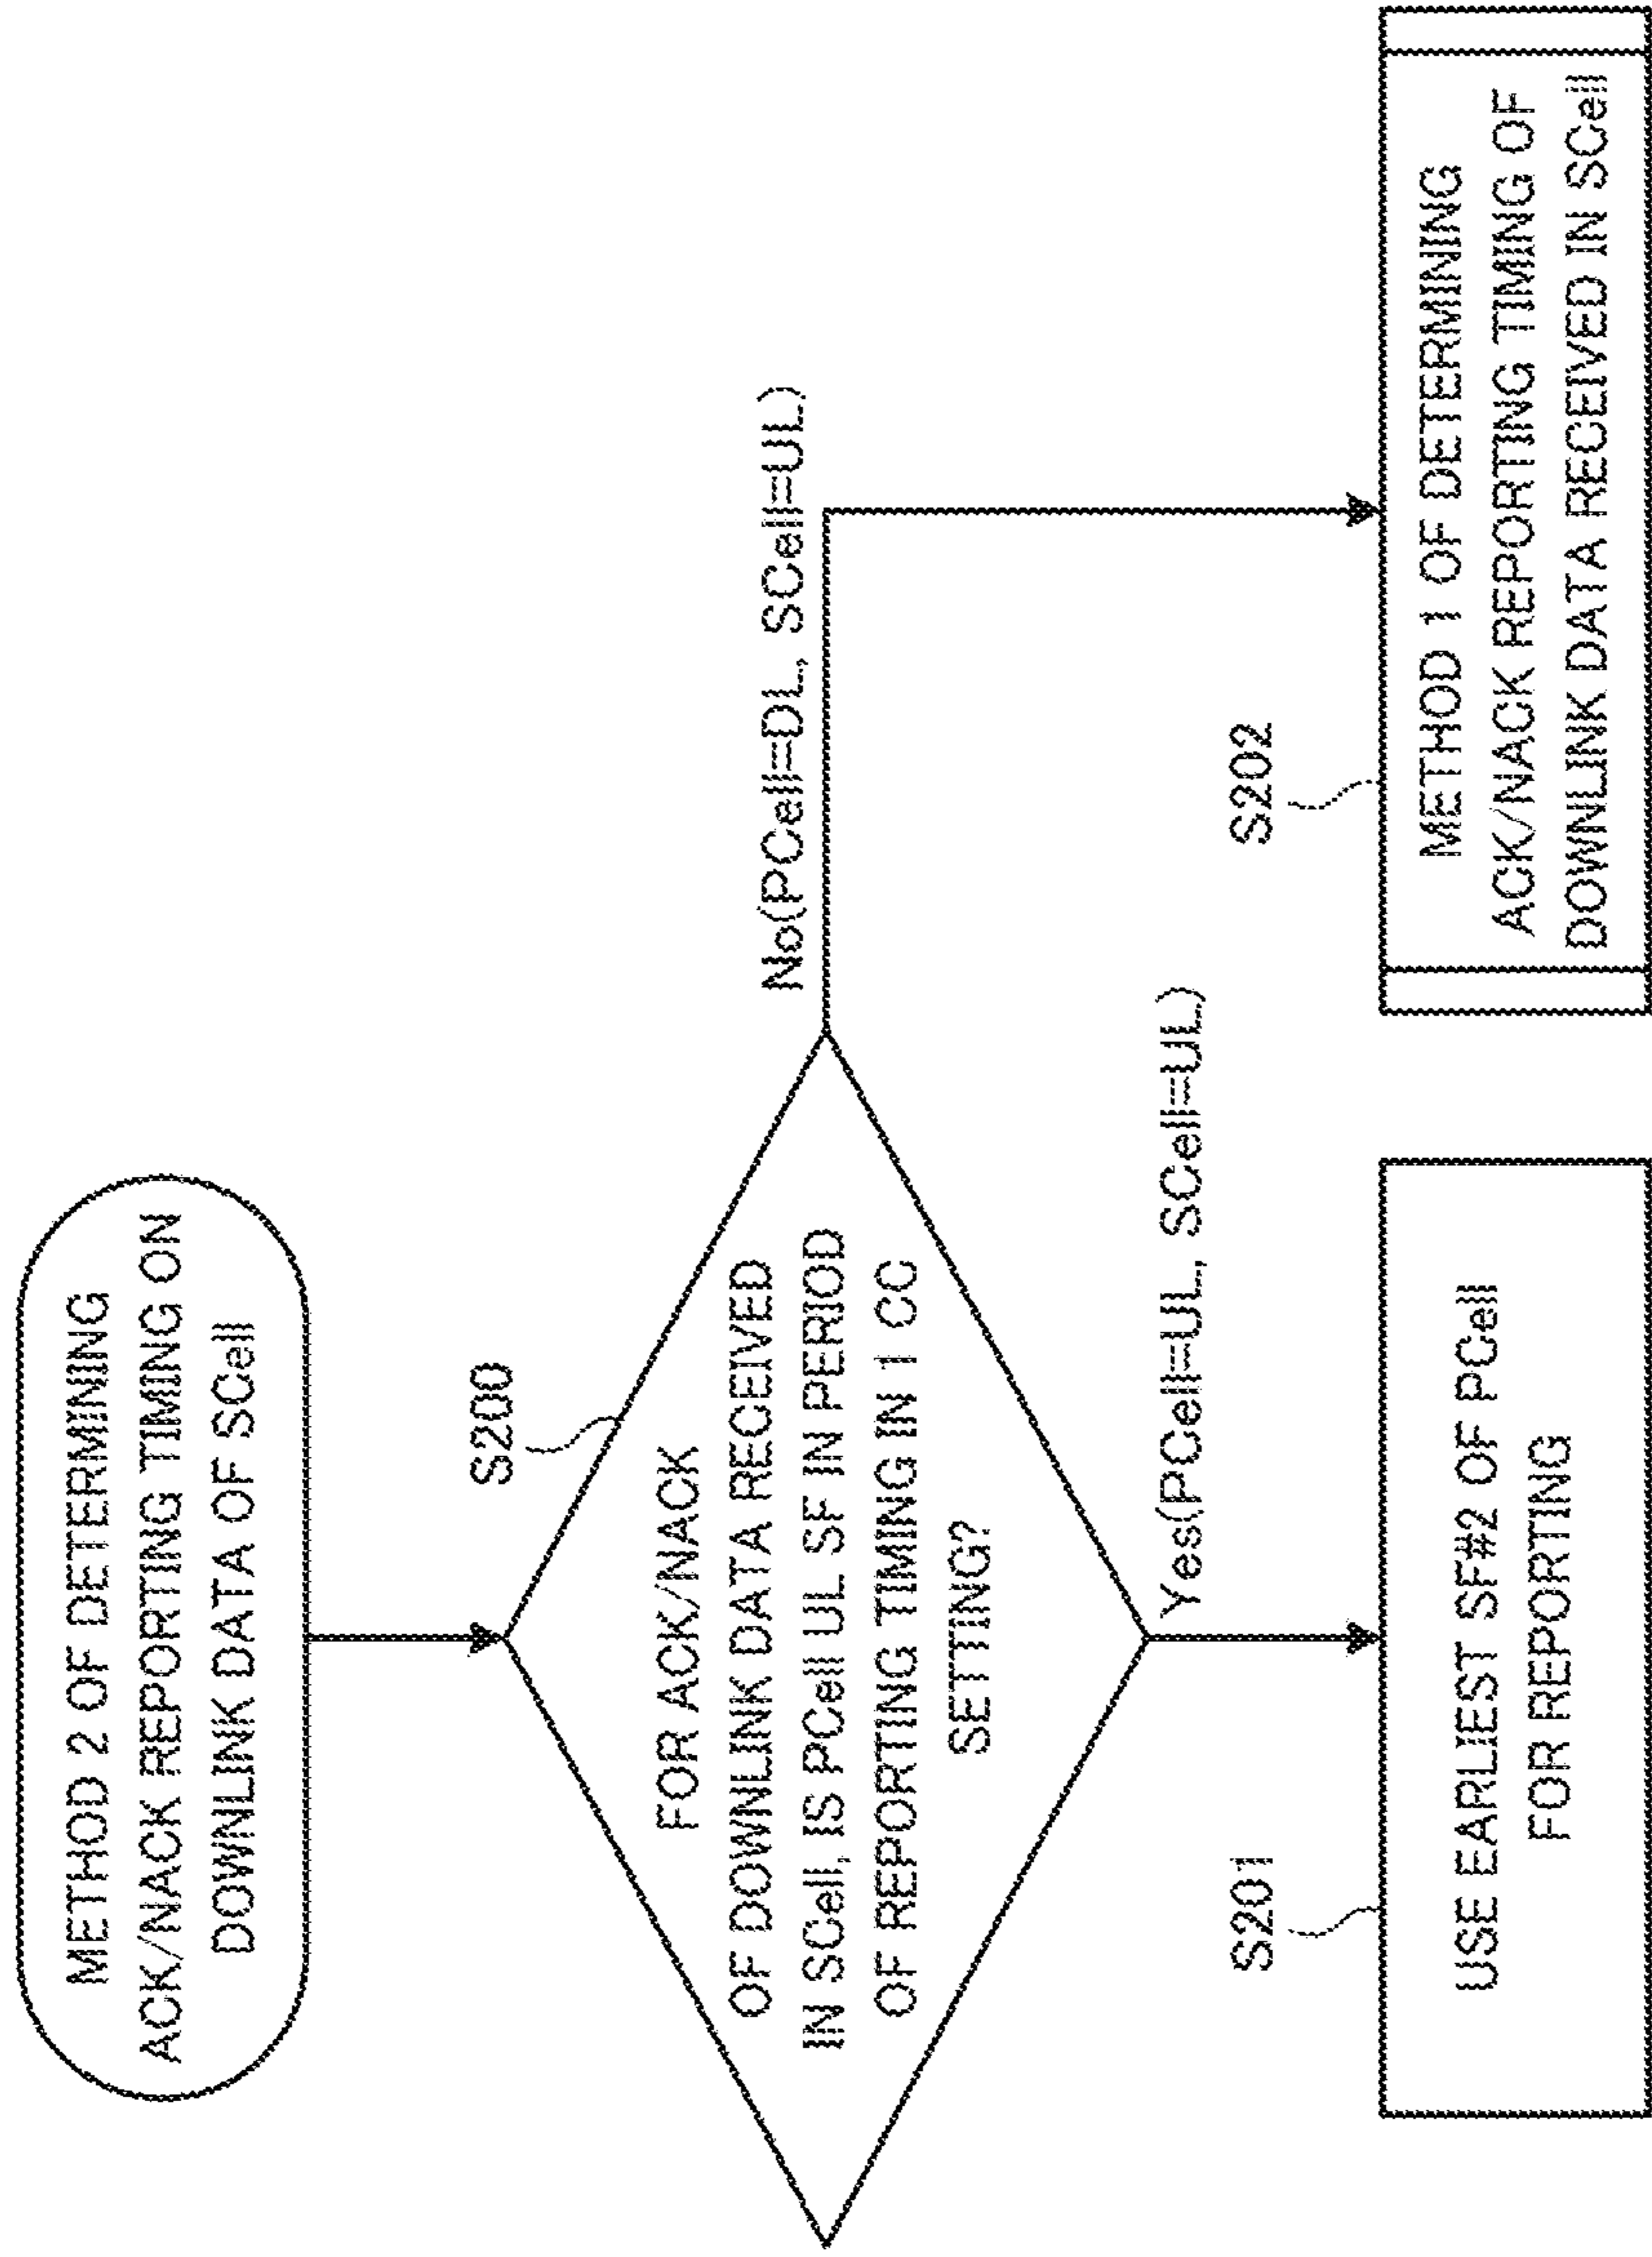 METHOD 2 OF DETERMINING
ACK/NACK REPORTING TIMING ON
DOWNLINK DATA OF SCell
S200
FOR ACK/NACK
OF DOWNLINK DATA RECEIVED
IN SCell, IS PCell UL SF IN PERIOD
OF REPORTING TIMING IN 1 CC
SETTING?
No(PCell=DL, SCell=UL)
Yes(PCell=UL, SCell=UL)
S201
USE EARLIEST SF#2 OF PCell
FOR REPORTING
S202
METHOD 1 OF DETERMINING
ACK/NACK REPORTING TIMING OF
DOWNLINK DATA RECEIVED IN SCell